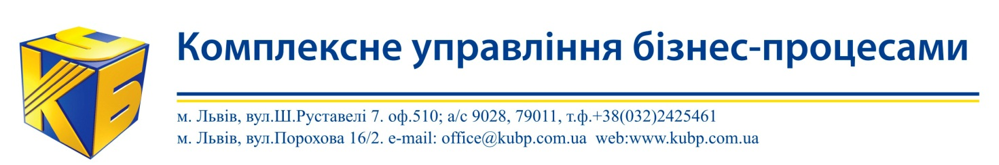 КУБ
Комплексне управління бізнес-процесами
м. Львів, вул.Ш.Руставелі 7. оф.510; а/с 9028, 79011, т.ф.+38(032)2425461
м. Львів, вул.Порохова 16/2. e-mail: office@kubp.com.ua web:www.kubp.com.ua